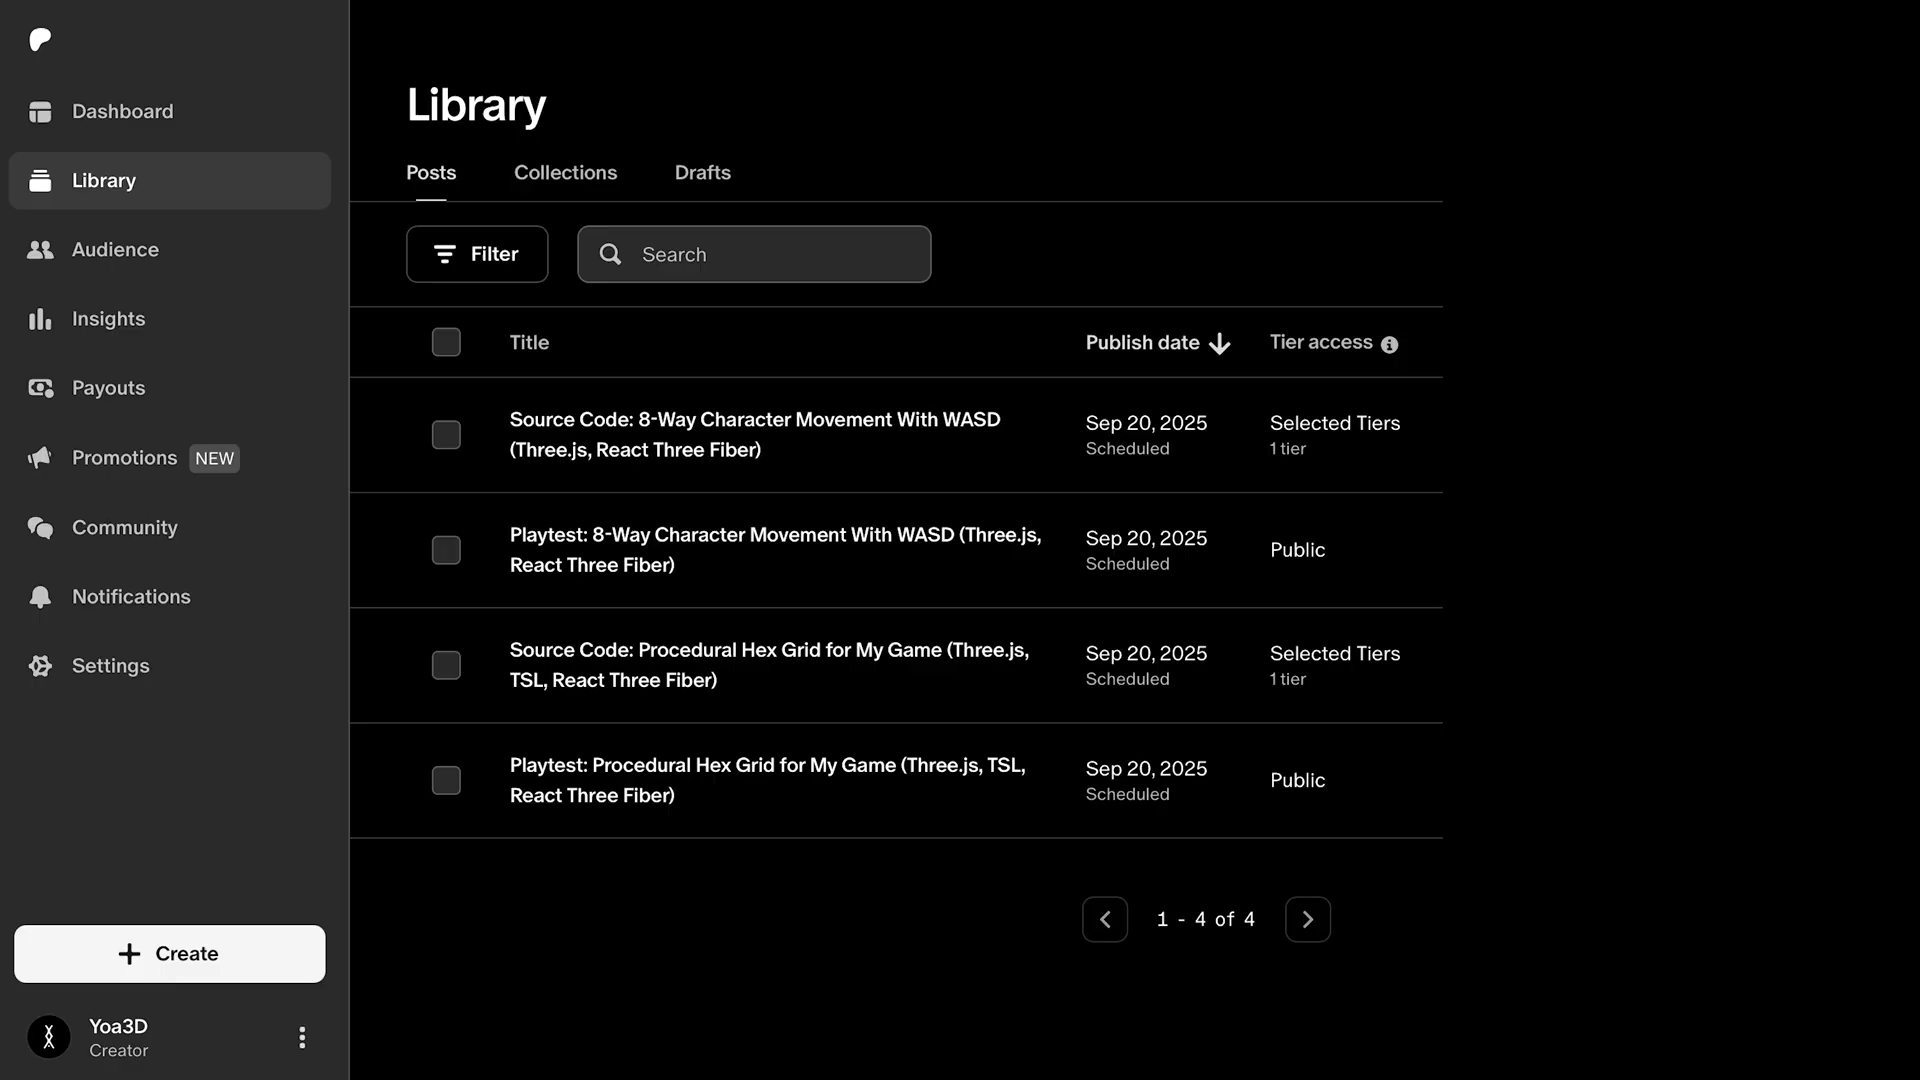 Dashboard
Library
Audience
Insights
Payouts
Promotions NEW
Community
Notifications
Settings
Create
Yoa3D
Creator
Library
Posts Collections Drafts
Filter Search
Title Publish date Tier access
Source Code: 8-Way Character Movement With WASD
(Three.js, React Three Fiber)
Sep 20, 2025
Scheduled
Selected Tiers
1 tier
Playtest: 8-Way Character Movement With WASD (Three.js,
React Three Fiber)
Sep 20, 2025
Scheduled
Public
Source Code: Procedural Hex Grid for My Game (Three.js,
TSL, React Three Fiber)
Sep 20, 2025
Scheduled
Selected Tiers
1 tier
Playtest: Procedural Hex Grid for My Game (Three.js, TSL,
React Three Fiber)
Sep 20, 2025
Scheduled
Public
1 - 4 of 4